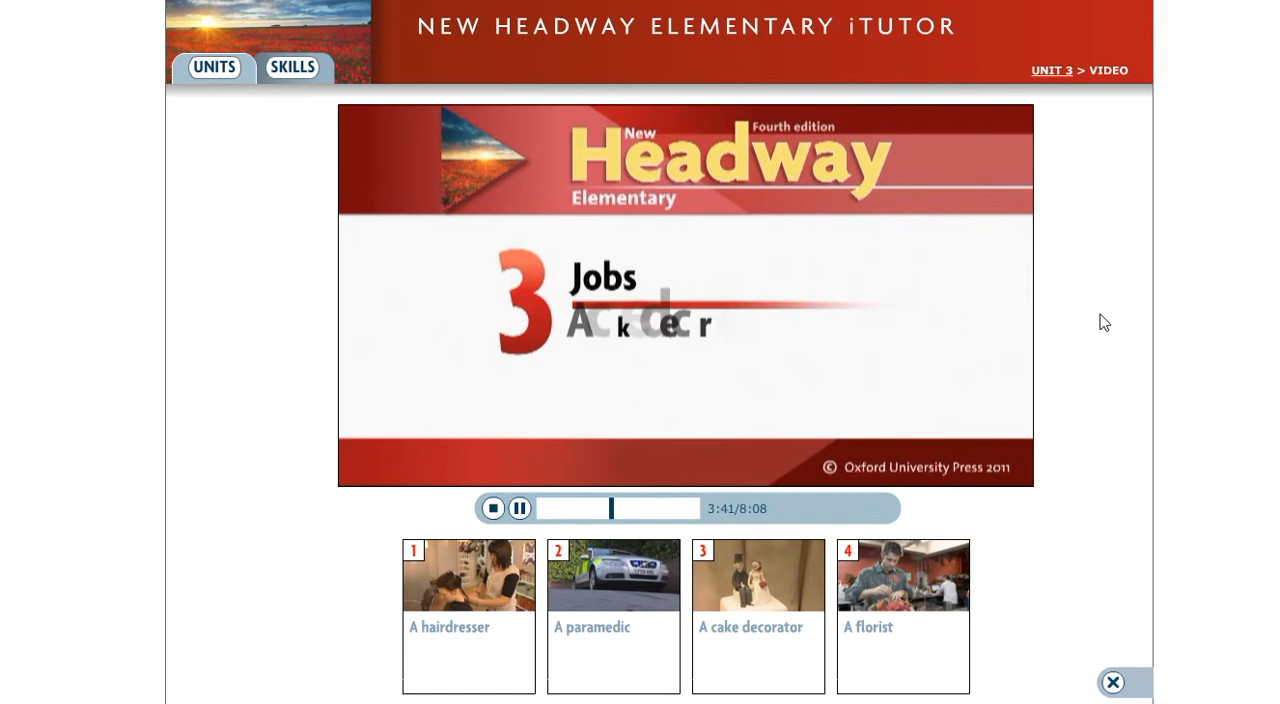 NEW HEADWAY ELEMENTARY iTUTOR
UNITS
SKILLS
UNIT 3 > VIDEO
New
Fourth edition
Headway
Elementary
3
Jobs
© Oxford University Press 2011
3:41/8:08
1
2
3
4
A hairdresser
A paramedic
A cake decorator
A florist